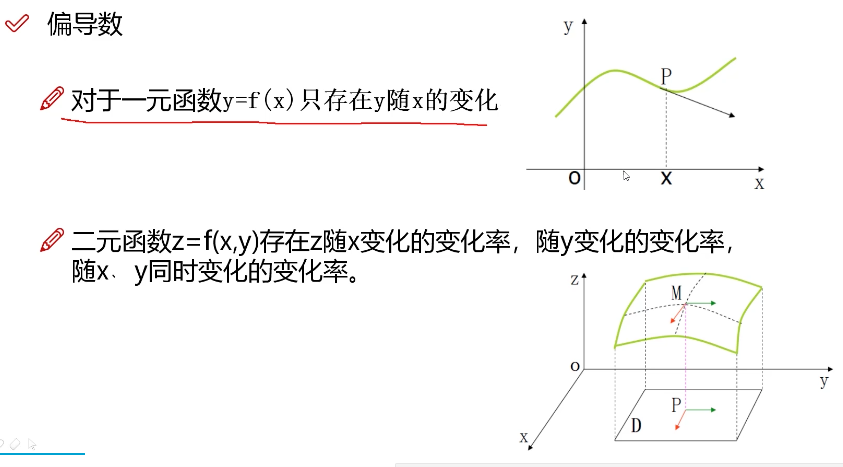 偏导数
对于一元函数y=f(x)只存在y随x的变化
y
P
O
X
x
二元函数z=f(x,y)存在z随x变化的变化率，随y变化的变化率，
随x、y同时变化的变化率。
z
M
o
y
P
D
x